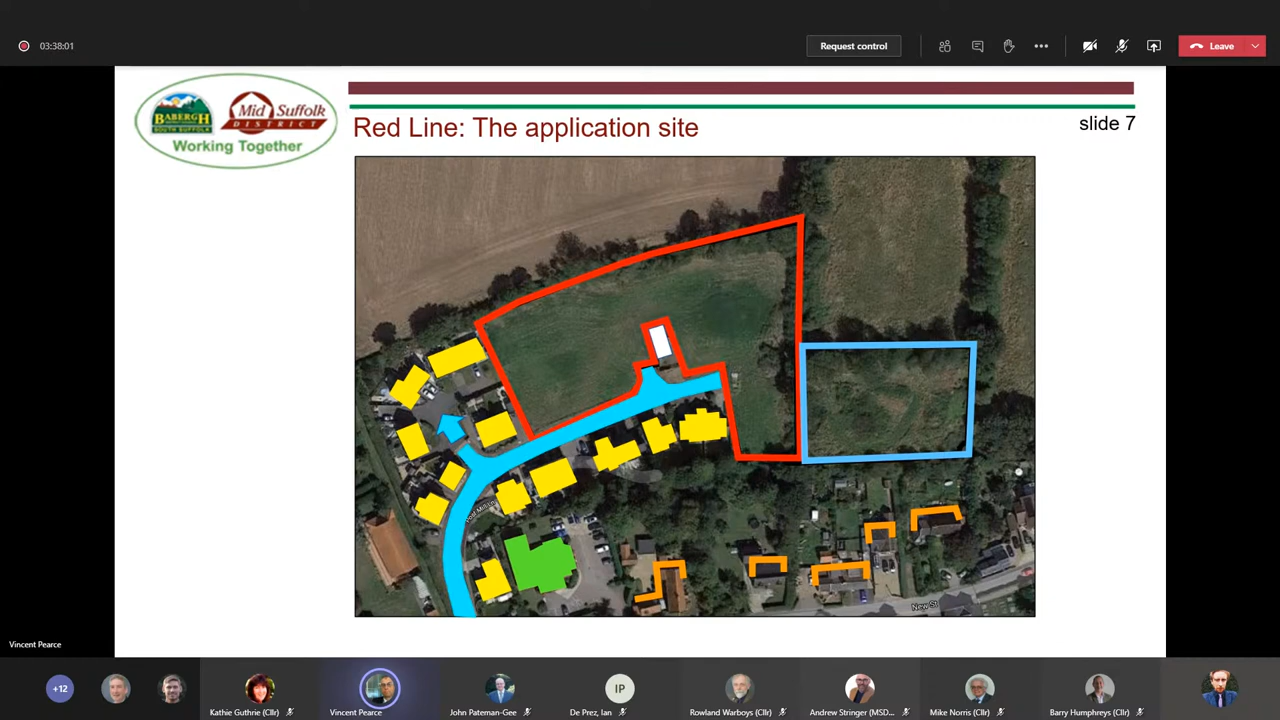 03:38:01
Request control
Leave
BABERGH
SOUTH SUFFOLK
Mid Suffolk
DISTRICT
Working Together
Red Line: The application site
slide 7
New St
Vincent Pearce
+12
Kathie Guthrie (Cllr)
Vincent Pearce
John Pateman-Gee
IP
De Prez, Ian
Rowland Warboys (Cllr)
Andrew Stringer (MSD...
Mike Norris (Cllr)
Barry Humphreys (Cllr)